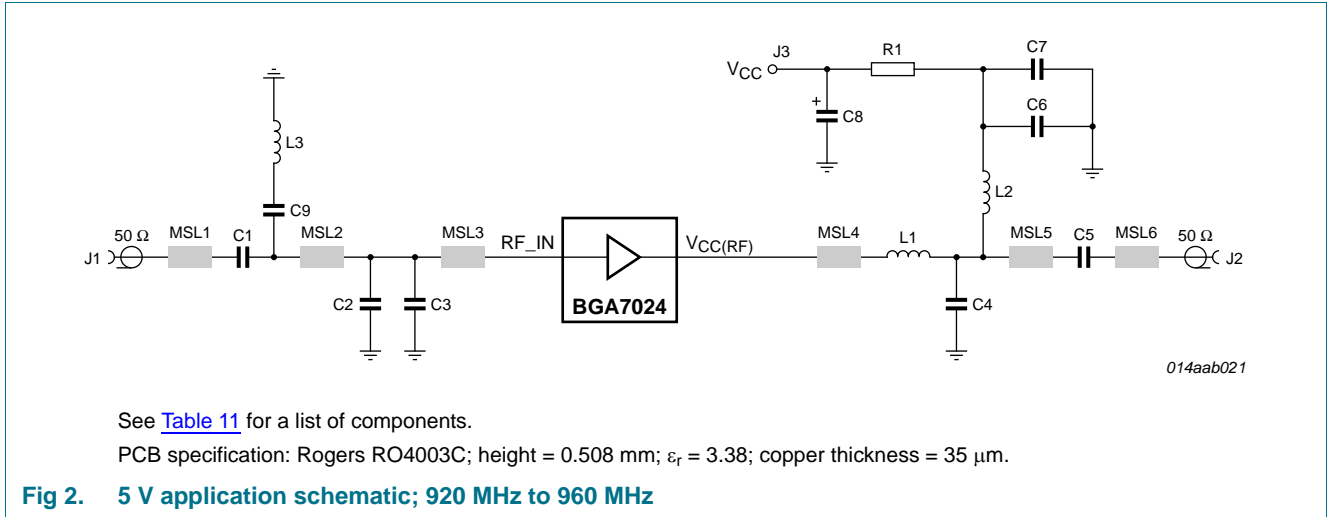 J3
R1
C7
VCC
C6
+
C8
L3
L2
C9
50 Ω
MSL1
C1
MSL2
MSL3
RF_IN
VCC(RF)
MSL4
L1
MSL5
C5
MSL6
50 Ω
J1
J2
C2
C3
BGA7024
C4
014aab021
See Table 11 for a list of components.
PCB specification: Rogers RO4003C; height = 0.508 mm; εr = 3.38; copper thickness = 35 μm.
Fig 2. 5 V application schematic; 920 MHz to 960 MHz